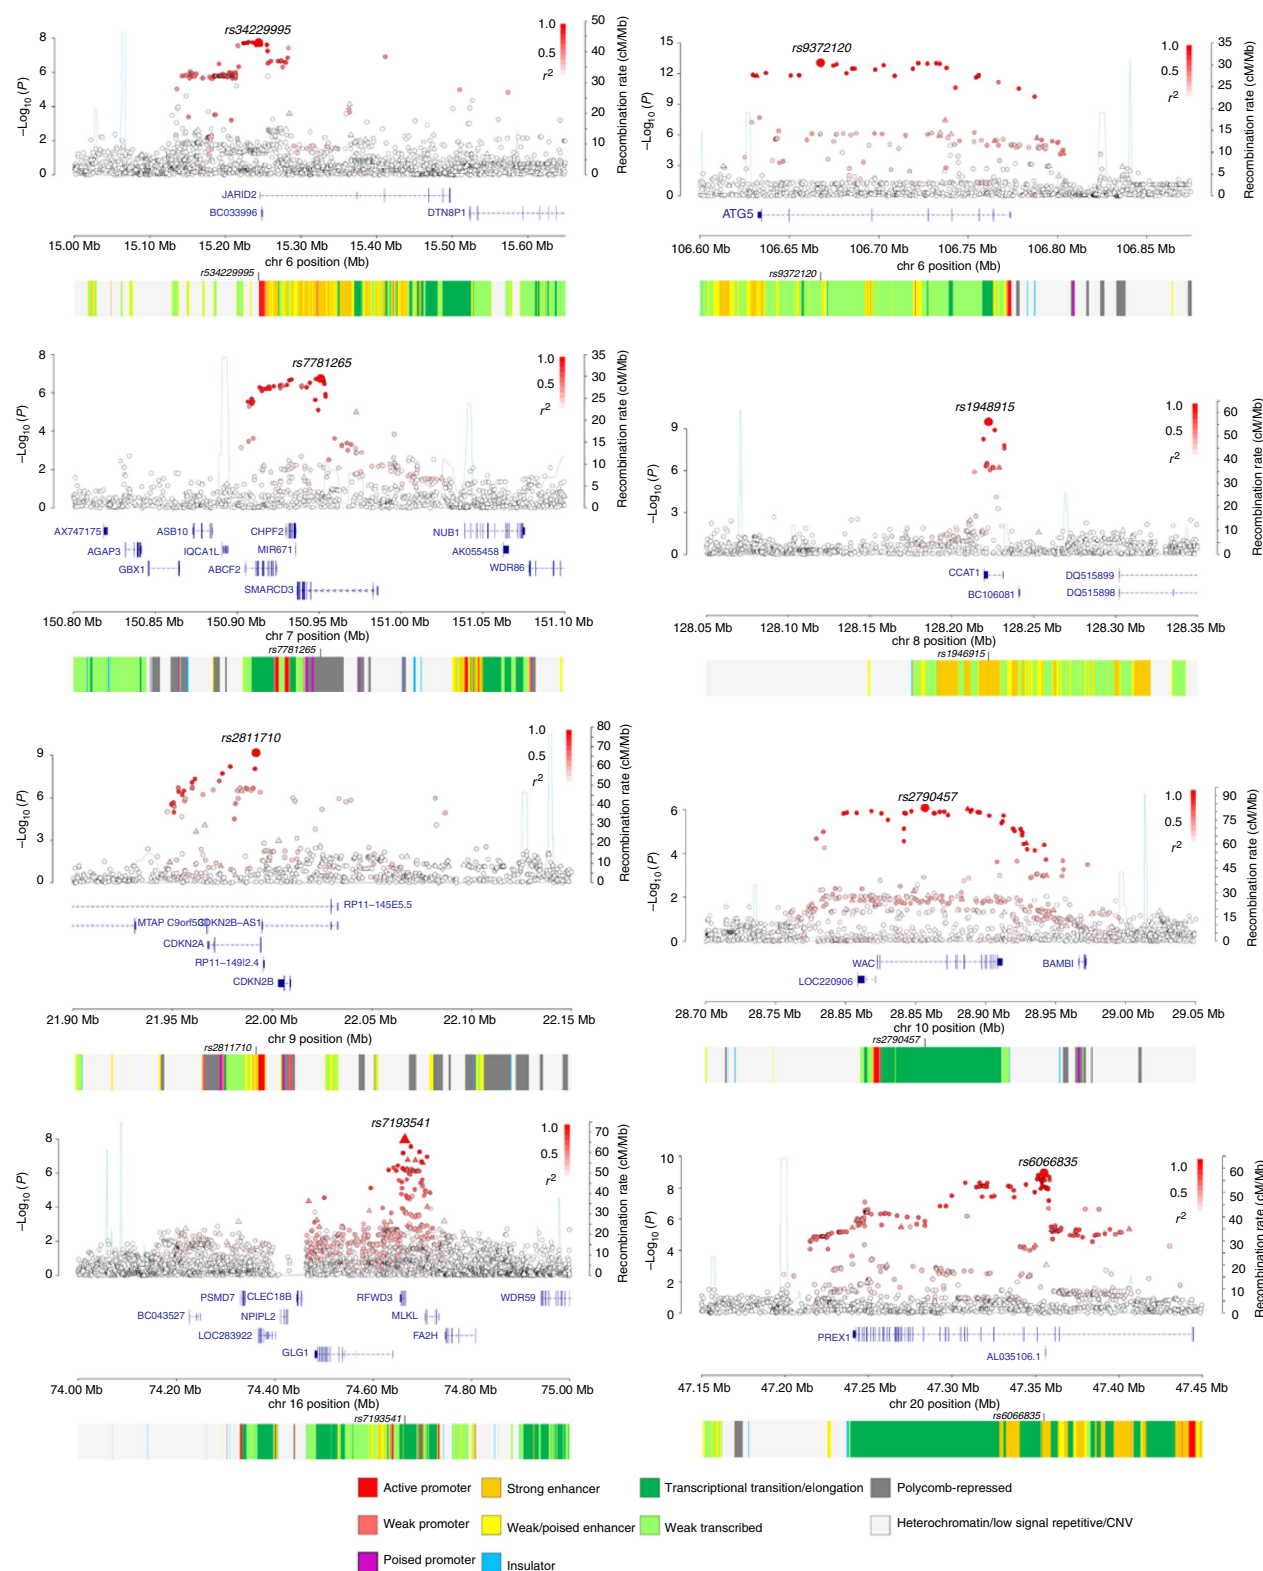 rs34229995
8
6
4
2
0
−Log10 (P)
1.0
0.5
r2
50
40
30
20
10
0
Recombination rate (cM/Mb)
JARID2
BC033996
DTN8P1
15.00 Mb 15.10 Mb 15.20 Mb 15.30 Mb 15.40 Mb 15.50 Mb 15.60 Mb
chr 6 position (Mb)
r534229995
rs9372120
15
12
9
6
3
0
−Log10 (P)
1.0
0.5
r2
35
30
25
20
15
10
5
0
Recombination rate (cM/Mb)
ATG5
106.60 Mb 106.65 Mb 106.70 Mb 106.75 Mb 106.80 Mb 106.85 Mb
chr 6 position (Mb)
rs9372120
rs7781265
8
6
4
2
0
−Log10 (P)
1.0
0.5
r2
35
30
25
20
15
10
5
0
Recombination rate (cM/Mb)
AX747175 ASB10 CHPF2 NUB1
AGAP3 IQCA1L MIR671 AK055458
GBX1 ABCF2 WDR86
SMARCD3
150.80 Mb 150.85 Mb 150.90 Mb 150.95 Mb 151.00 Mb 151.05 Mb 151.10 Mb
chr 7 position (Mb)
rs7781265
rs1948915
9
6
3
0
−Log10 (P)
1.0
0.5
r2
60
50
40
30
20
10
0
Recombination rate (cM/Mb)
CCAT1 DQ515899
BC106081 DQ515898
128.05 Mb 128.10 Mb 128.15 Mb 128.20 Mb 128.25 Mb 128.30 Mb 128.35 Mb
chr 8 position (Mb)
rs1946915
rs2811710
9
6
3
0
−Log10 (P)
1.0
0.5
r2
80
70
60
50
40
30
20
10
0
Recombination rate (cM/Mb)
RP11−145E5.5
MTAP CDKN2B−AS1
CDKN2A
RP11−149I2.4
CDKN2B
21.90 Mb 21.95 Mb 22.00 Mb 22.05 Mb 22.10 Mb 22.15 Mb
chr 9 position (Mb)
rs2811710
rs2790457
6
4
2
0
−Log10 (P)
1.0
0.5
r2
90
75
60
45
30
15
0
Recombination rate (cM/Mb)
WAC BAMBI
LOC220906
28.70 Mb 28.75 Mb 28.80 Mb 28.85 Mb 28.90 Mb 28.95 Mb 29.00 Mb 29.05 Mb
chr 10 position (Mb)
rs2790457
rs7193541
8
6
4
2
0
−Log10 (P)
1.0
0.5
r2
70
60
50
40
30
20
10
0
Recombination rate (cM/Mb)
PSMD7 CLEC18B RFWD3 WDR59
BC043527 NPIPL2 MLKL
LOC283922 FA2H
GLG1
74.00 Mb 74.20 Mb 74.40 Mb 74.60 Mb 74.80 Mb 75.00 Mb
chr 16 position (Mb)
rs7193541
rs6066835
10
8
6
4
2
0
−Log10 (P)
1.0
0.5
r2
60
50
40
30
20
10
0
Recombination rate (cM/Mb)
PREX1
AL035106.1
47.15 Mb 47.20 Mb 47.25 Mb 47.30 Mb 47.35 Mb 47.40 Mb 47.45 Mb
chr 20 position (Mb)
rs6066835
Active promoter Strong enhancer Transcriptional transition/elongation Polycomb-repressed
Weak promoter Weak/poised enhancer Weak transcribed Heterochromatin/low signal repetitive/CNV
Poised promoter Insulator